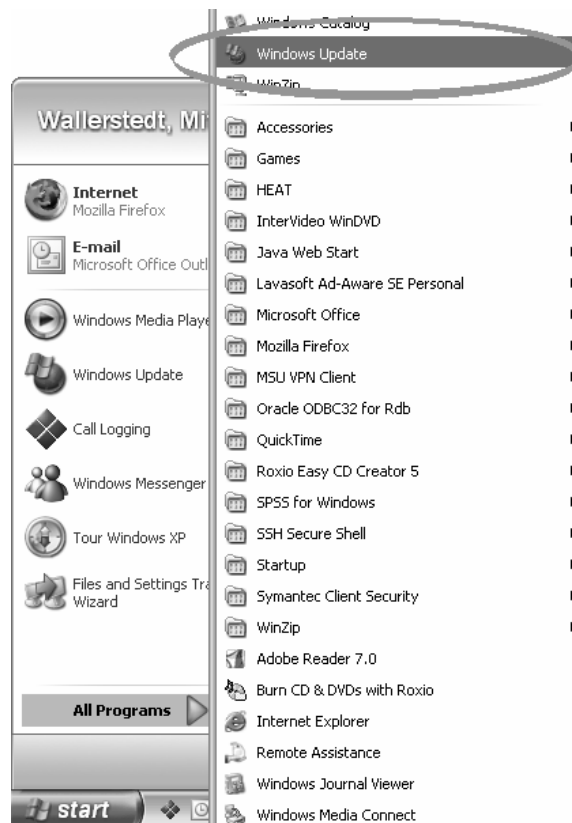 Wallerstedt, Mi
Internet
Mozilla Firefox
E-mail
Microsoft Office Outl
Windows Media Playe
Windows Update
Call Logging
Windows Messenger
Tour Windows XP
Files and Settings Tra
Wizard
All Programs
start
Windows Catalog
Windows Update
WinZip
Accessories
Games
HEAT
InterVideo WinDVD
Java Web Start
Lavasoft Ad-Aware SE Personal
Microsoft Office
Mozilla Firefox
MSU VPN Client
Oracle ODBC32 for Rdb
QuickTime
Roxio Easy CD Creator 5
SPSS for Windows
SSH Secure Shell
Startup
Symantec Client Security
WinZip
Adobe Reader 7.0
Burn CD & DVDs with Roxio
Internet Explorer
Remote Assistance
Windows Journal Viewer
Windows Media Connect